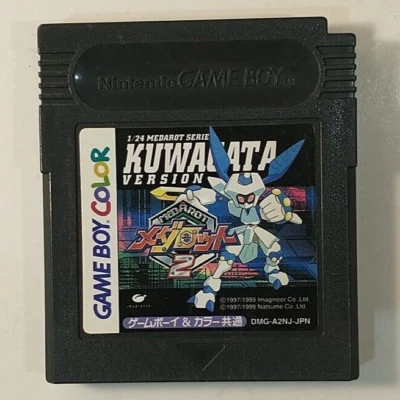 Nintendo GAME BOY TM
GAME BOY COLOR
1/24 MEDAROT SERIE
KUWAGATA
VERSION
MEDAROT
メダロット
2
©1997/1999 Imagineer Co.,Ltd.
©1997/1999 Natsume Co.,Ltd.
ゲームボーイ&カラー共通
DMG-A2NJ-JPN